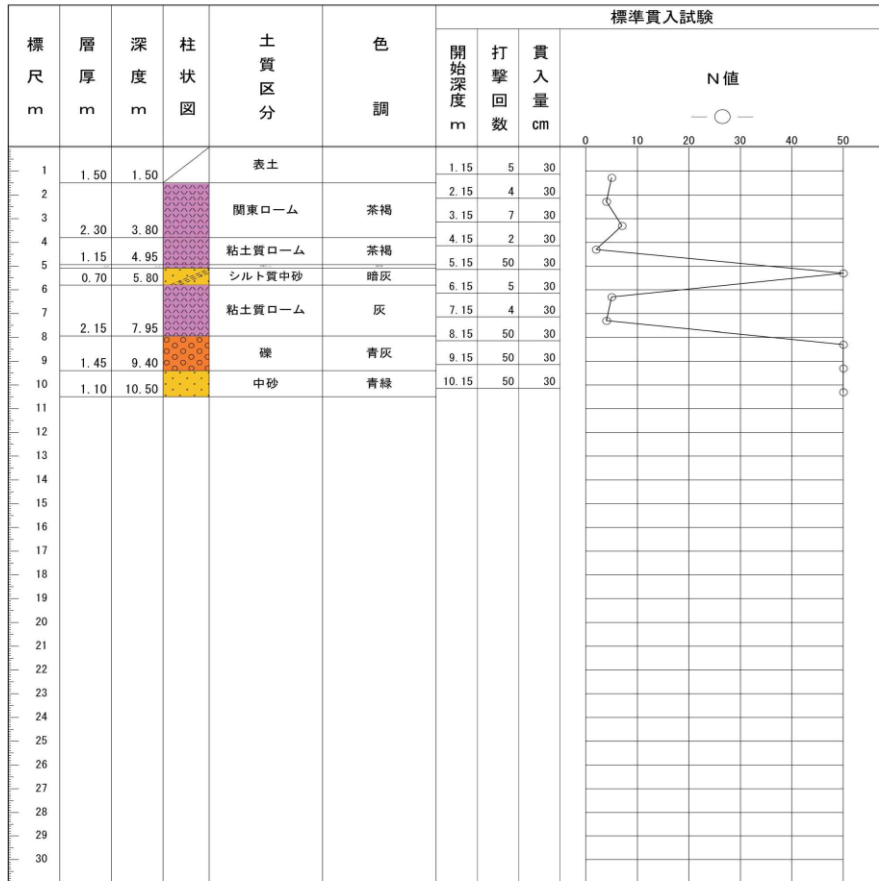 標準貫入試験
標尺 m 層厚 m 深度 m 柱状図 土質区分 色調 開始深度 m 打撃回数 貫入量 cm N値
0 10 20 30 40 50
1 1.50 1.50 表土 1.15 5 30
2 2.15 4 30
3 2.30 3.80 関東ローム 茶褐 3.15 7 30
4 1.15 4.95 粘土質ローム 茶褐 4.15 2 30
5 0.70 5.80 シルト質中砂 暗灰 5.15 50 30
6 6.15 5 30
7 2.15 7.95 粘土質ローム 灰 7.15 4 30
8 8.15 50 30
9 1.45 9.40 礫 青灰 9.15 50 30
10 1.10 10.50 中砂 青緑 10.15 50 30
11
12
13
14
15
16
17
18
19
20
21
22
23
24
25
26
27
28
29
30